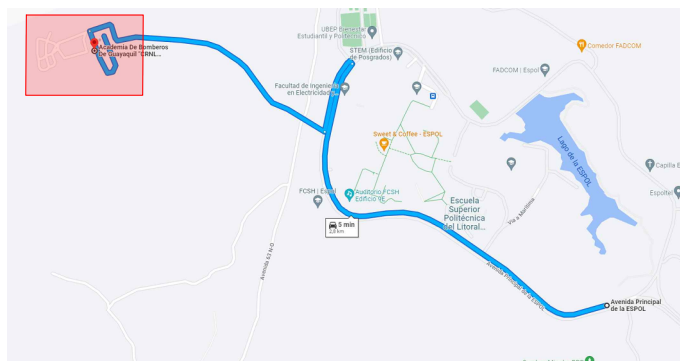 UBEP Bienestar
Estudiantil y Politécnico
STEM (Edificio
de Posgrados)
Comedor FADCOM
Academia De Bomberos
De Guayaquil "CRNL...
FADCOM | Espol
Facultad de Ingeniería
en Electricidad...
Sweet & Coffee - ESPOL
Lago de la ESPOL
Capilla E
FCSH | Espol
Auditorio FCSH
Edificio 9F
Espoltel
Escuela
Superior
Politécnica
del Litoral...
Vía a Marítima
5 min
2,8 km
Avenida 63 N-O
Avenida Principal de la ESPOL
Avenida Principal
de la ESPOL